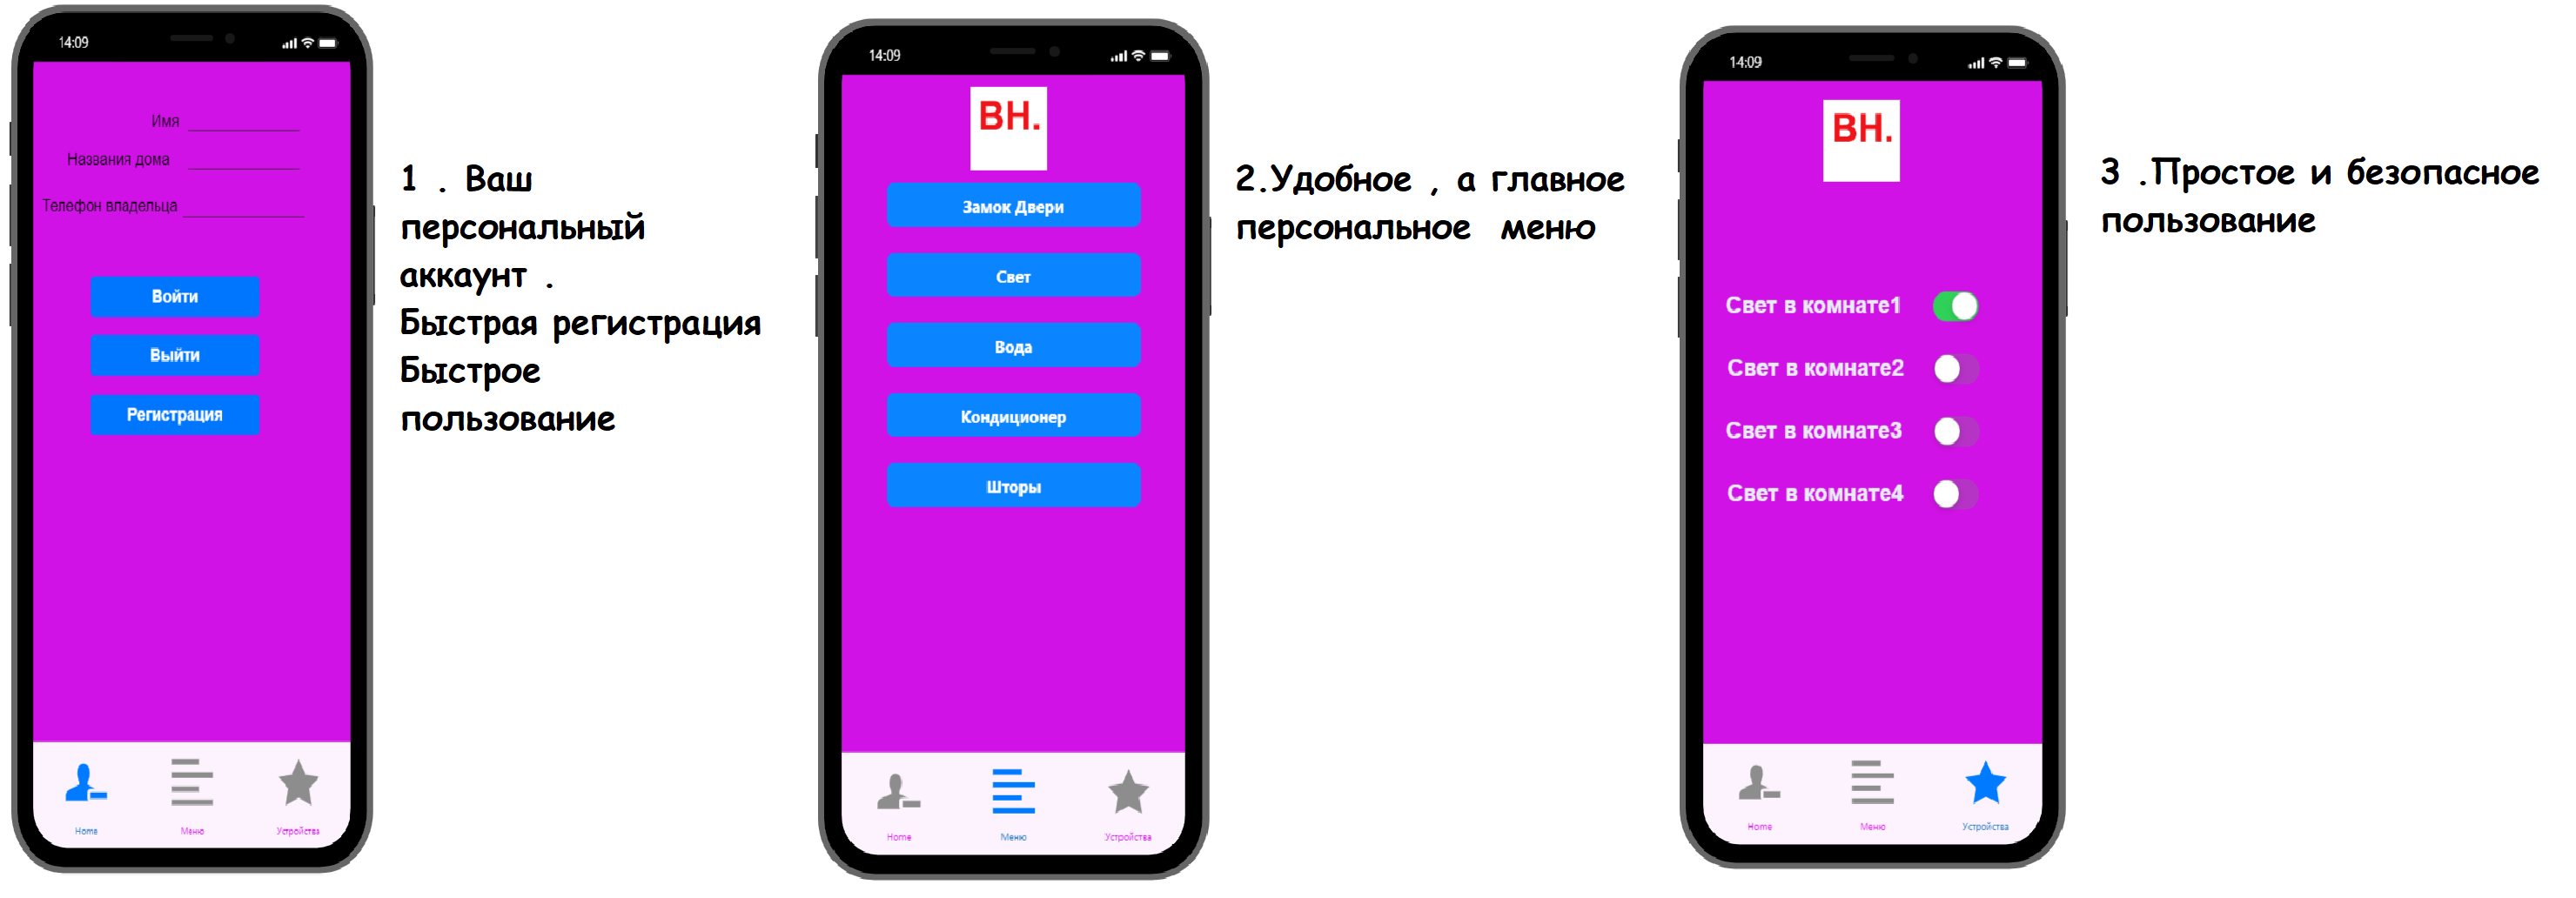 14:09
Имя
Названия дома
Телефон владельца
Войти
Выйти
Регистрация
Home
Меню
Устройства
1 . Ваш
персональный
аккаунт .
Быстрая регистрация
Быстрое
пользование
14:09
BH.
Замок Двери
Свет
Вода
Кондиционер
Шторы
Home
Меню
Устройства
2.Удобное , а главное
персональное меню
14:09
BH.
Свет в комнате1
Свет в комнате2
Свет в комнате3
Свет в комнате4
Home
Меню
Устройства
3 .Простое и безопасное
пользование